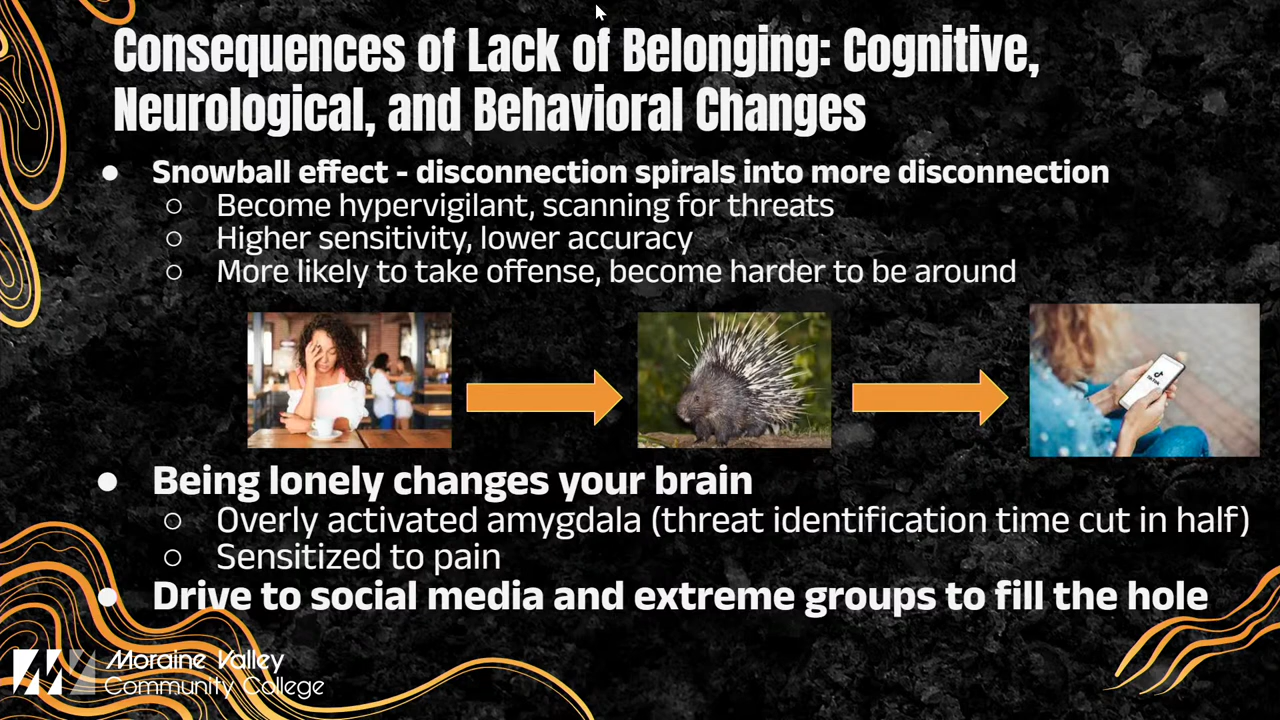 Consequences of Lack of Belonging: Cognitive,
Neurological, and Behavioral Changes
● Snowball effect - disconnection spirals into more disconnection
○ Become hypervigilant, scanning for threats
○ Higher sensitivity, lower accuracy
○ More likely to take offense, become harder to be around
TikTok
● Being lonely changes your brain
○ Overly activated amygdala (threat identification time cut in half)
○ Sensitized to pain
● Drive to social media and extreme groups to fill the hole
Moraine Valley
Community College